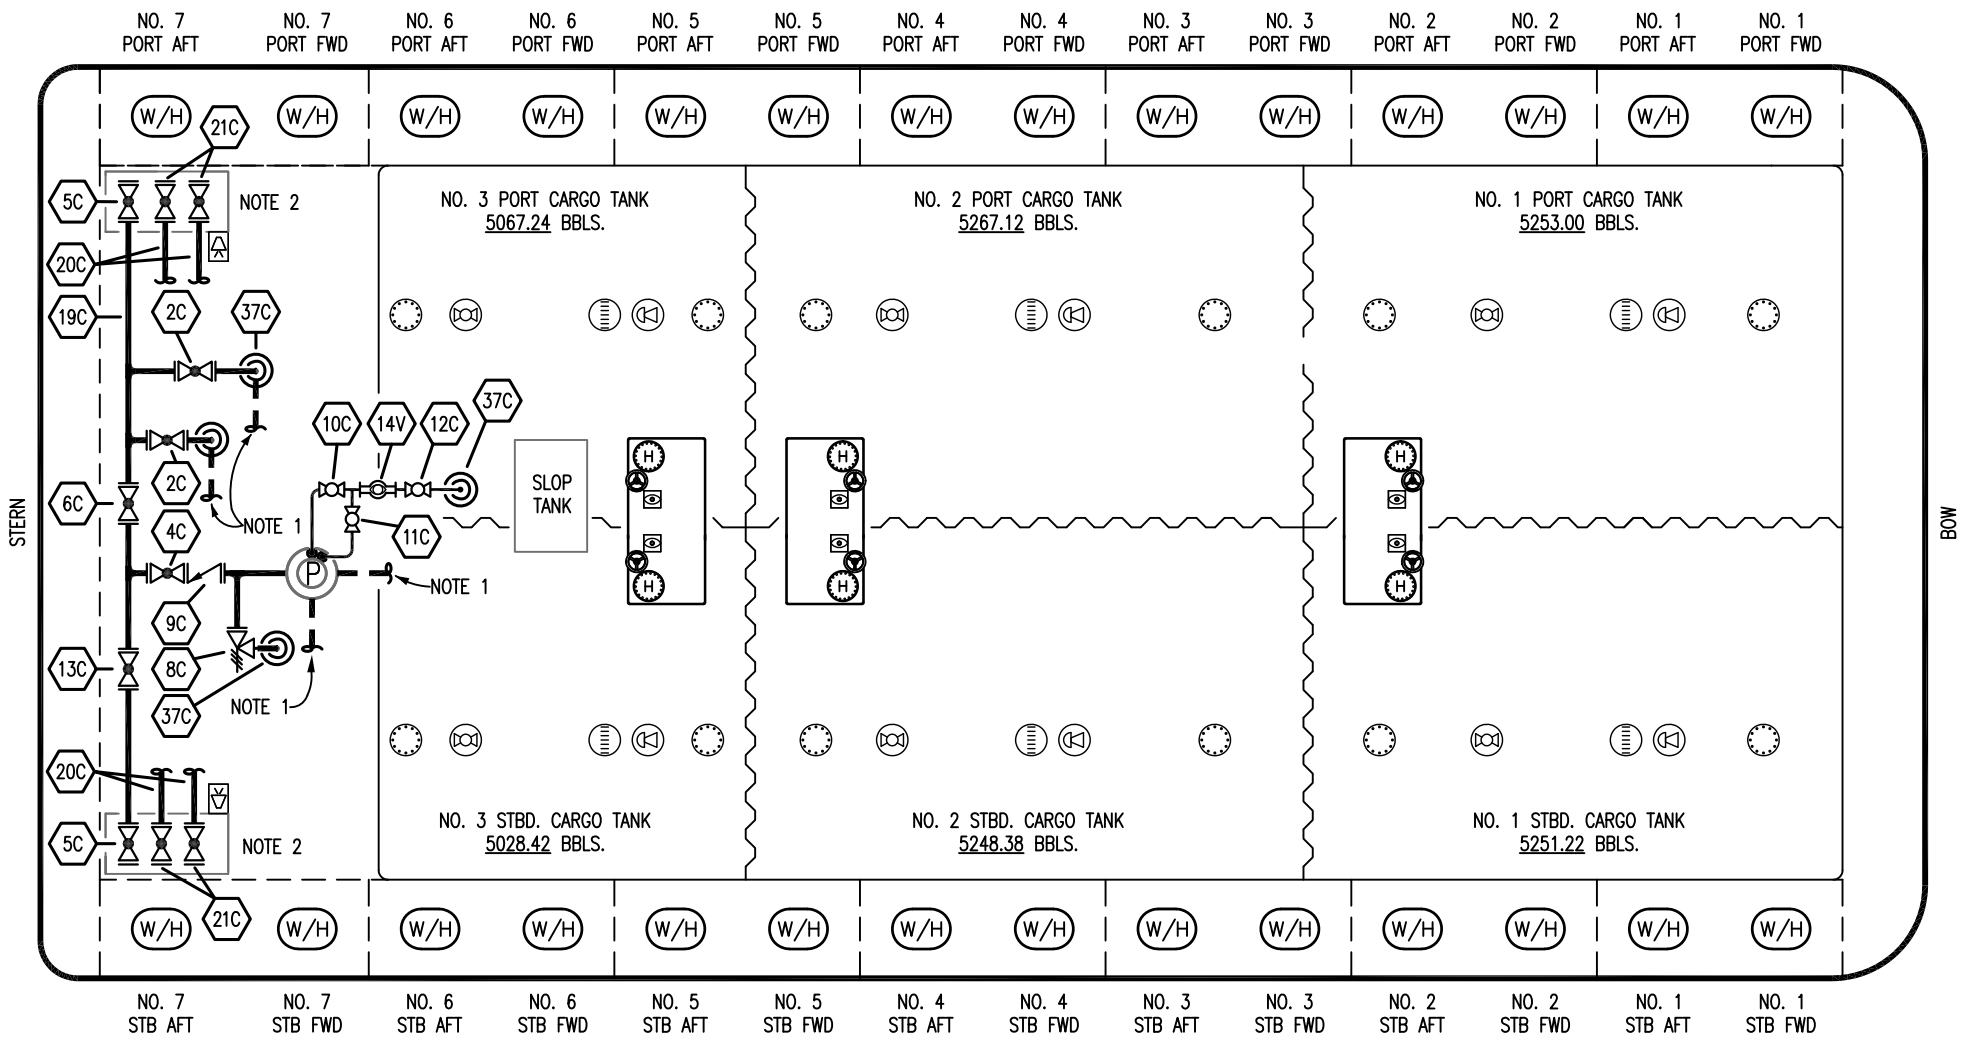 NO. 7 NO. 7 NO. 6 NO. 6 NO. 5 NO. 5 NO. 4 NO. 4 NO. 3 NO. 3 NO. 2 NO. 2 NO. 1 NO. 1
PORT AFT PORT FWD PORT AFT PORT FWD PORT AFT PORT FWD PORT AFT PORT FWD PORT AFT PORT FWD PORT AFT PORT FWD PORT AFT PORT FWD
W/H W/H W/H W/H W/H W/H W/H W/H W/H W/H W/H W/H W/H W/H
21C
5C
NOTE 2
NO. 3 PORT CARGO TANK
5067.24 BBLS.
NO. 2 PORT CARGO TANK
5267.12 BBLS.
NO. 1 PORT CARGO TANK
5253.00 BBLS.
20C
19C
2C
37C
10C
14V
12C
37C
2C
6C
NOTE 1
4C
11C
SLOP
TANK
H H H
STERN
BOW
P
NOTE 1
H H H
9C
13C
8C
37C
NOTE 1
20C
5C
NOTE 2
NO. 3 STBD. CARGO TANK
5028.42 BBLS.
NO. 2 STBD. CARGO TANK
5248.38 BBLS.
NO. 1 STBD. CARGO TANK
5251.22 BBLS.
21C
W/H W/H W/H W/H W/H W/H W/H W/H W/H W/H W/H W/H W/H W/H
NO. 7 NO. 7 NO. 6 NO. 6 NO. 5 NO. 5 NO. 4 NO. 4 NO. 3 NO. 3 NO. 2 NO. 2 NO. 1 NO. 1
STB AFT STB FWD STB AFT STB FWD STB AFT STB FWD STB AFT STB FWD STB AFT STB FWD STB AFT STB FWD STB AFT STB FWD